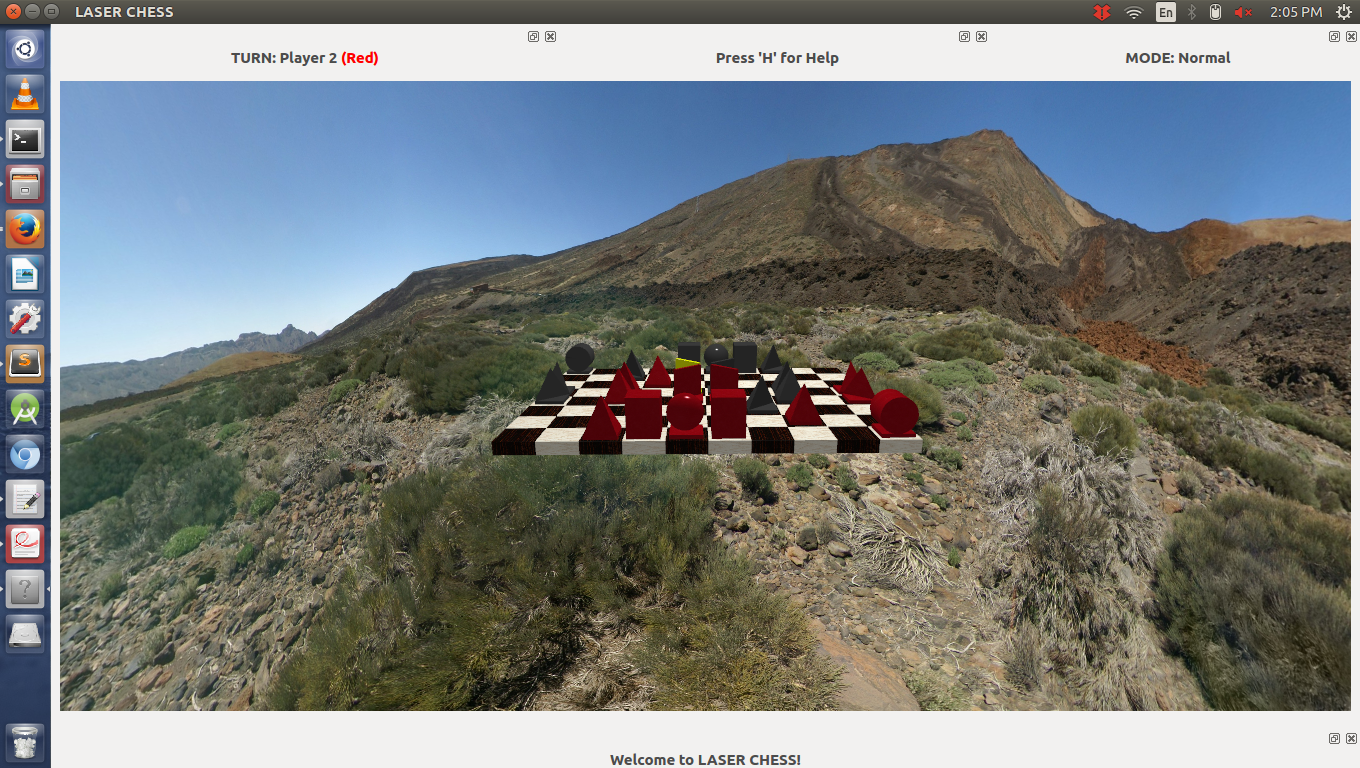 LASER CHESS
En
2:05 PM
TURN: Player 2 (Red)
Press 'H' for Help
MODE: Normal
Welcome to LASER CHESS!